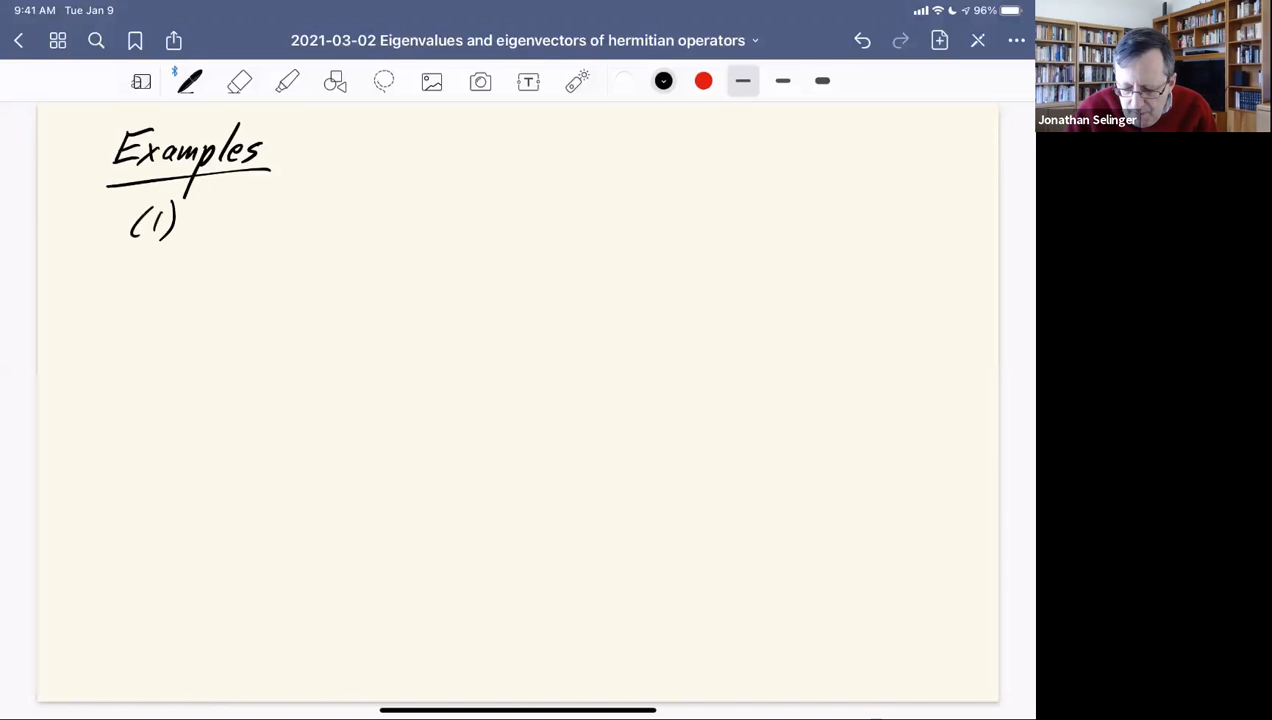 9:41 AM Tue Jan 9
96%
2021-03-02 Eigenvalues and eigenvectors of hermitian operators
T
Jonathan Selinger
Examples
(1)